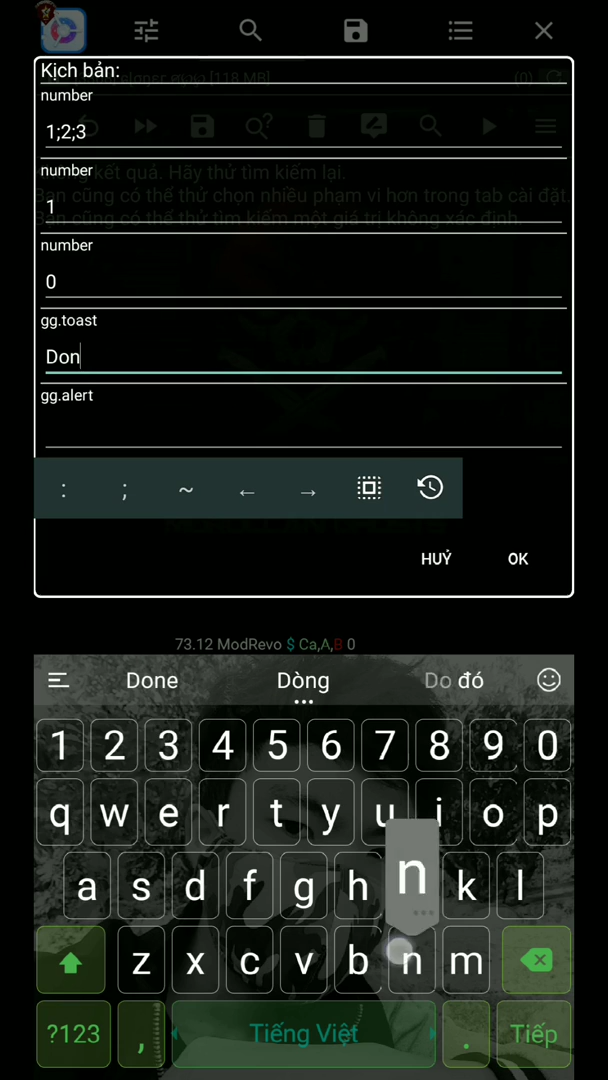 [118 MB]
Kịch bản:
number
1;2;3
kết quả. Hãy thử tìm kiếm lại.
number
Bạn cũng có thể thử chọn nhiều phạm vi hơn trong tab cài đặt.
1
Bạn cũng có thể thử tìm kiếm một giá trị không xác định.
number
0
gg.toast
Don
gg.alert
: ; ~ ← →
HUỶ OK
73.12 ModRevo $ Ca,A,B 0
Done Dòng Do đó
1 2 3 4 5 6 7 8 9 0
q w e r t y u i o p
a s d f g h n k l
z x c v b n m
?123 , Tiếng Việt . Tiếp